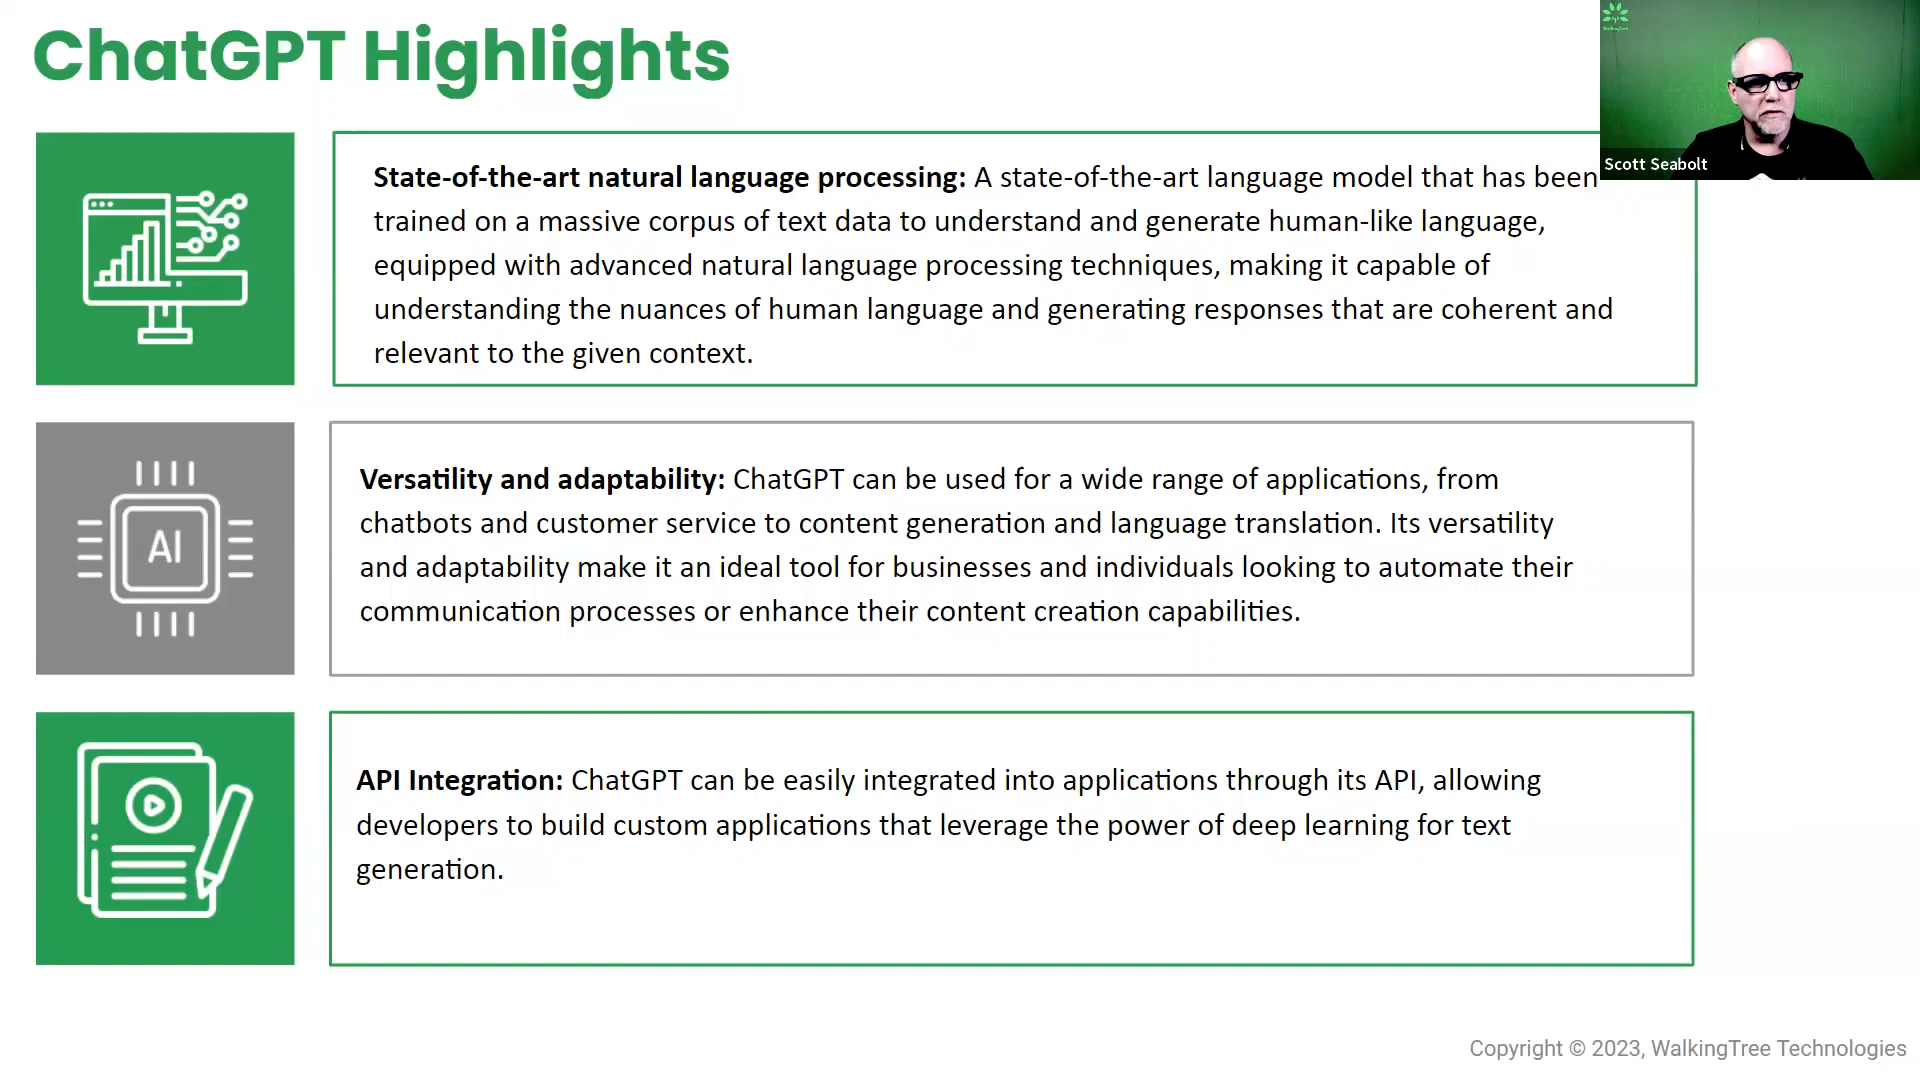 ChatGPT Highlights
WalkingTree
Scott Seabolt
State-of-the-art natural language processing: A state-of-the-art language model that has been
trained on a massive corpus of text data to understand and generate human-like language,
equipped with advanced natural language processing techniques, making it capable of
understanding the nuances of human language and generating responses that are coherent and
relevant to the given context.
AI
Versatility and adaptability: ChatGPT can be used for a wide range of applications, from
chatbots and customer service to content generation and language translation. Its versatility
and adaptability make it an ideal tool for businesses and individuals looking to automate their
communication processes or enhance their content creation capabilities.
API Integration: ChatGPT can be easily integrated into applications through its API, allowing
developers to build custom applications that leverage the power of deep learning for text
generation.
Copyright © 2023, WalkingTree Technologies